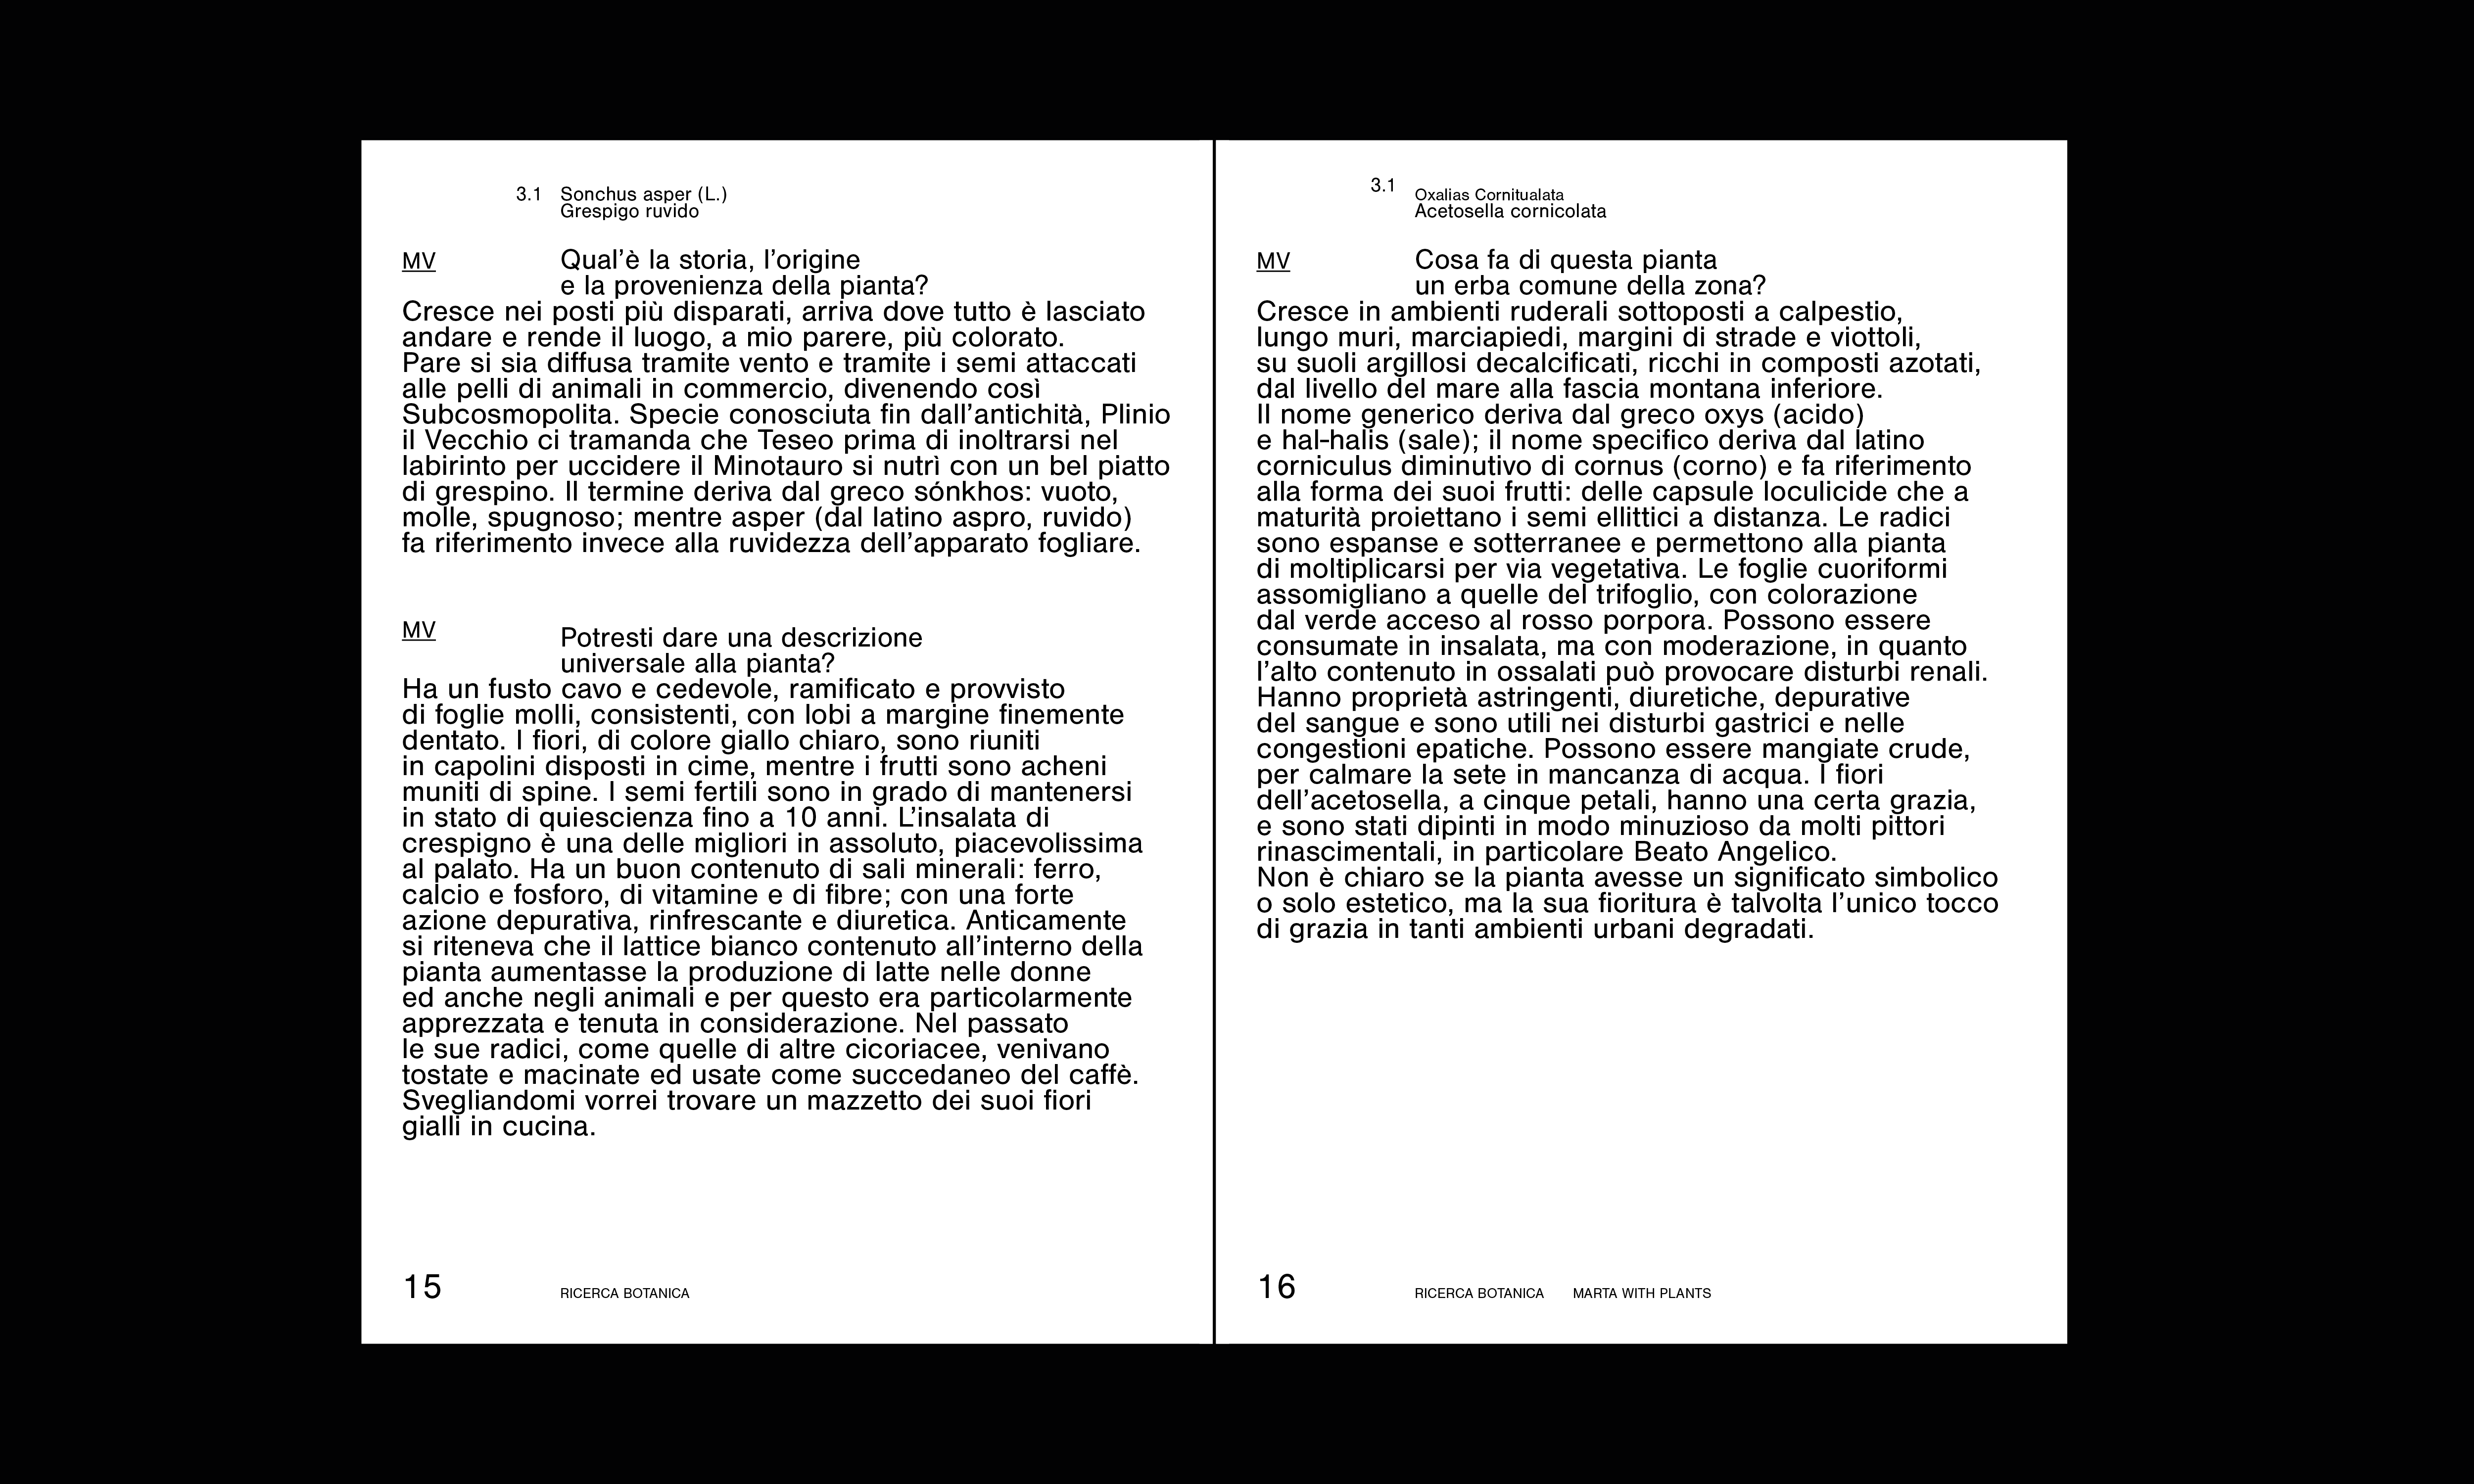 3.1 Sonchus asper (L.)
Grespigo ruvido
MV Qual’è la storia, l’origine
e la provenienza della pianta?
Cresce nei posti più disparati, arriva dove tutto è lasciato
andare e rende il luogo, a mio parere, più colorato.
Pare si sia diffusa tramite vento e tramite i semi attaccati
alle pelli di animali in commercio, divenendo così
Subcosmopolita. Specie conosciuta fin dall’antichità, Plinio
il Vecchio ci tramanda che Teseo prima di inoltrarsi nel
labirinto per uccidere il Minotauro si nutrì con un bel piatto
di grespino. Il termine deriva dal greco sónkhos: vuoto,
molle, spugnoso; mentre asper (dal latino aspro, ruvido)
fa riferimento invece alla ruvidezza dell’apparato fogliare.
MV Potresti dare una descrizione
universale alla pianta?
Ha un fusto cavo e cedevole, ramificato e provvisto
di foglie molli, consistenti, con lobi a margine finemente
dentato. I fiori, di colore giallo chiaro, sono riuniti
in capolini disposti in cime, mentre i frutti sono acheni
muniti di spine. I semi fertili sono in grado di mantenersi
in stato di quiescienza fino a 10 anni. L’insalata di
crespigno è una delle migliori in assoluto, piacevolissima
al palato. Ha un buon contenuto di sali minerali: ferro,
calcio e fosforo, di vitamine e di fibre; con una forte
azione depurativa, rinfrescante e diuretica. Anticamente
si riteneva che il lattice bianco contenuto all’interno della
pianta aumentasse la produzione di latte nelle donne
ed anche negli animali e per questo era particolarmente
apprezzata e tenuta in considerazione. Nel passato
le sue radici, come quelle di altre cicoriacee, venivano
tostate e macinate ed usate come succedaneo del caffè.
Svegliandomi vorrei trovare un mazzetto dei suoi fiori
gialli in cucina.
15 RICERCA BOTANICA
3.1 Oxalias Cornitualata
Acetosella cornicolata
MV Cosa fa di questa pianta
un erba comune della zona?
Cresce in ambienti ruderali sottoposti a calpestio,
lungo muri, marciapiedi, margini di strade e viottoli,
su suoli argillosi decalcificati, ricchi in composti azotati,
dal livello del mare alla fascia montana inferiore.
Il nome generico deriva dal greco oxys (acido)
e hal-halis (sale); il nome specifico deriva dal latino
corniculus diminutivo di cornus (corno) e fa riferimento
alla forma dei suoi frutti: delle capsule loculicide che a
maturità proiettano i semi ellittici a distanza. Le radici
sono espanse e sotterranee e permettono alla pianta
di moltiplicarsi per via vegetativa. Le foglie cuoriformi
assomigliano a quelle del trifoglio, con colorazione
dal verde acceso al rosso porpora. Possono essere
consumate in insalata, ma con moderazione, in quanto
l’alto contenuto in ossalati può provocare disturbi renali.
Hanno proprietà astringenti, diuretiche, depurative
del sangue e sono utili nei disturbi gastrici e nelle
congestioni epatiche. Possono essere mangiate crude,
per calmare la sete in mancanza di acqua. I fiori
dell’acetosella, a cinque petali, hanno una certa grazia,
e sono stati dipinti in modo minuzioso da molti pittori
rinascimentali, in particolare Beato Angelico.
Non è chiaro se la pianta avesse un significato simbolico
o solo estetico, ma la sua fioritura è talvolta l’unico tocco
di grazia in tanti ambienti urbani degradati.
16 RICERCA BOTANICA MARTA WITH PLANTS